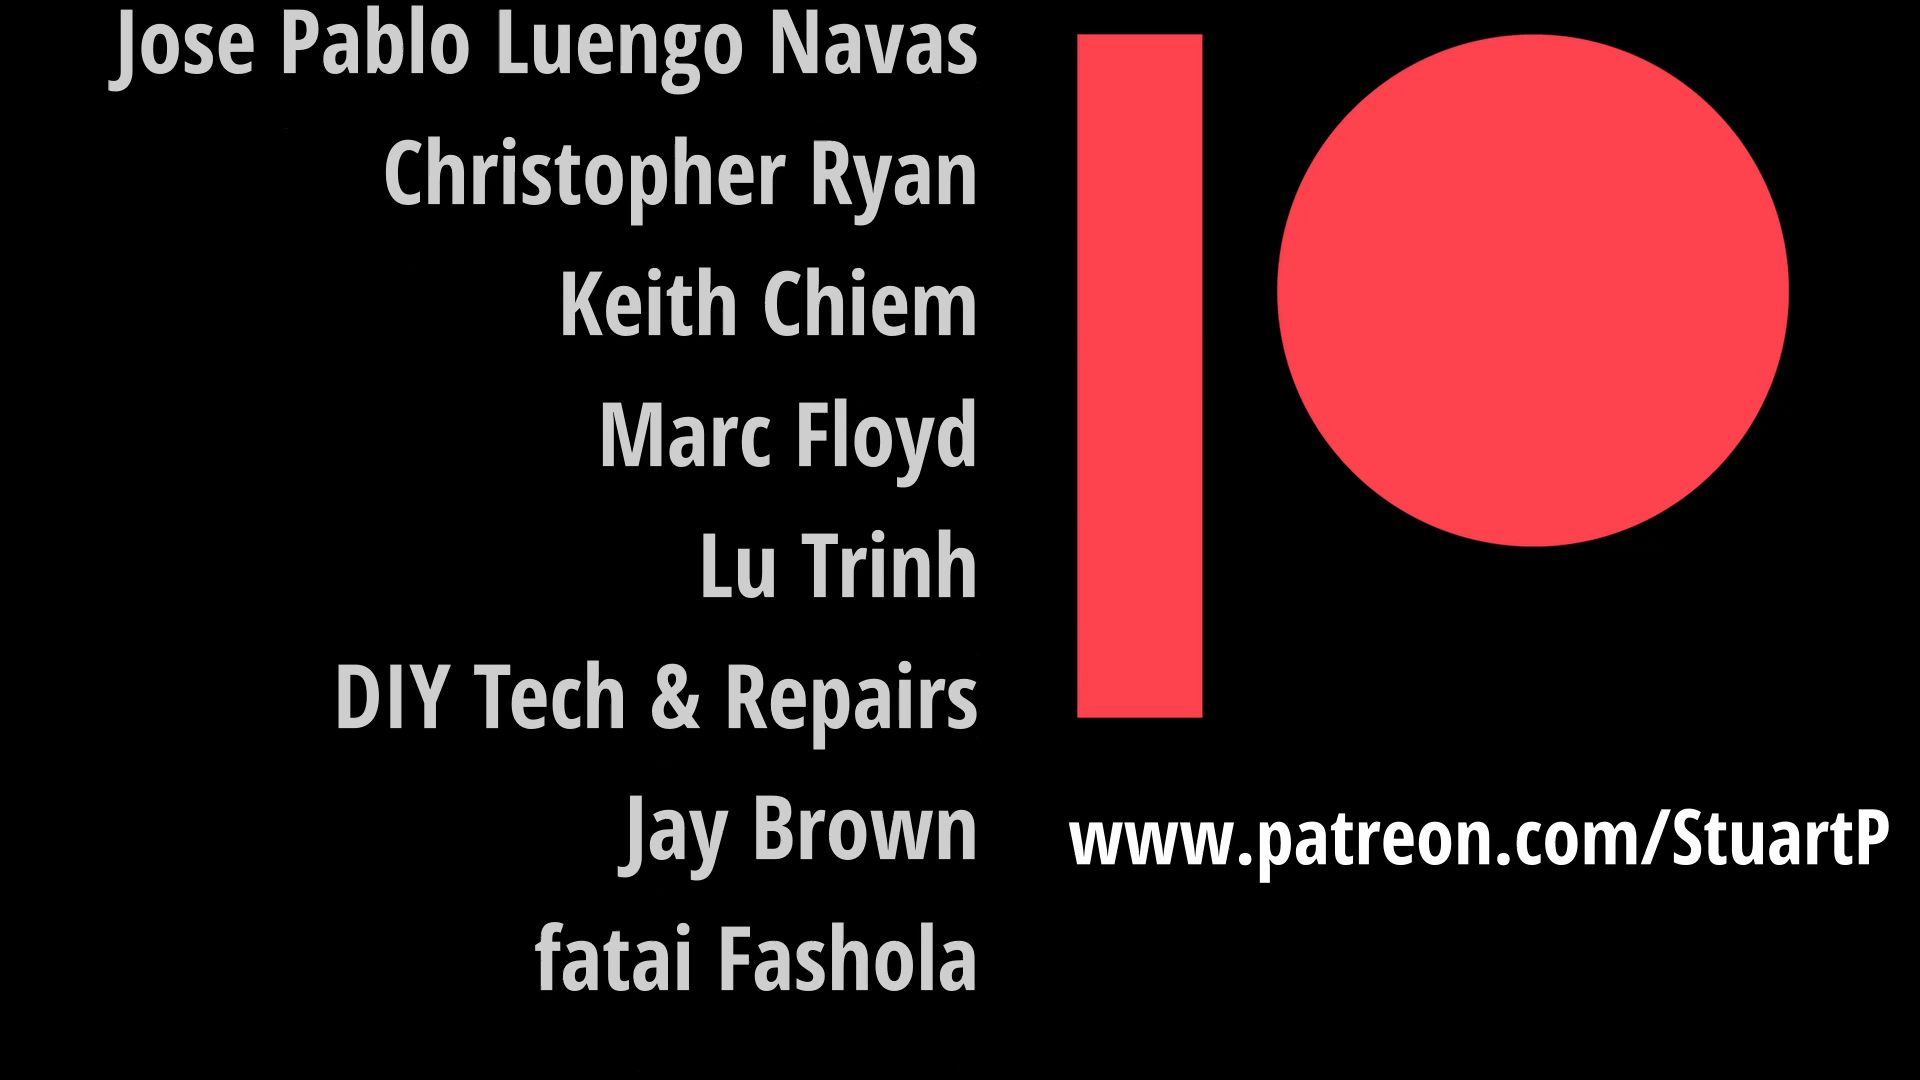 Jose Pablo Luengo Navas
Christopher Ryan
Keith Chiem
Marc Floyd
Lu Trinh
DIY Tech & Repairs
Jay Brown
fatai Fashola
www.patreon.com/StuartP